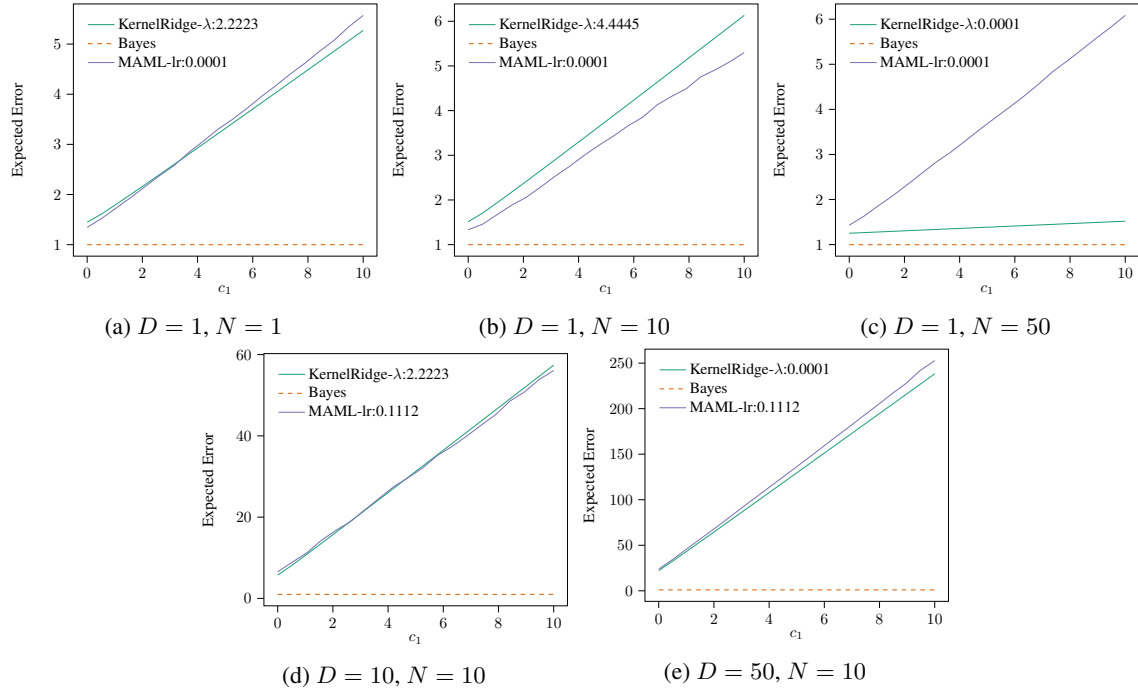 KernelRidge-λ:2.2223
Bayes
MAML-lr:0.0001
Expected Error
5
4
3
2
1
0 2 4 6 8 10
c₁
(a) D = 1, N = 1
KernelRidge-λ:4.4445
Bayes
MAML-lr:0.0001
Expected Error
6
5
4
3
2
1
0 2 4 6 8 10
c₁
(b) D = 1, N = 10
KernelRidge-λ:0.0001
Bayes
MAML-lr:0.0001
Expected Error
6
5
4
3
2
1
0 2 4 6 8 10
c₁
(c) D = 1, N = 50
KernelRidge-λ:2.2223
Bayes
MAML-lr:0.1112
Expected Error
60
40
20
0
0 2 4 6 8 10
c₁
(d) D = 10, N = 10
KernelRidge-λ:0.0001
Bayes
MAML-lr:0.1112
Expected Error
250
200
150
100
50
0
0 2 4 6 8 10
c₁
(e) D = 50, N = 10